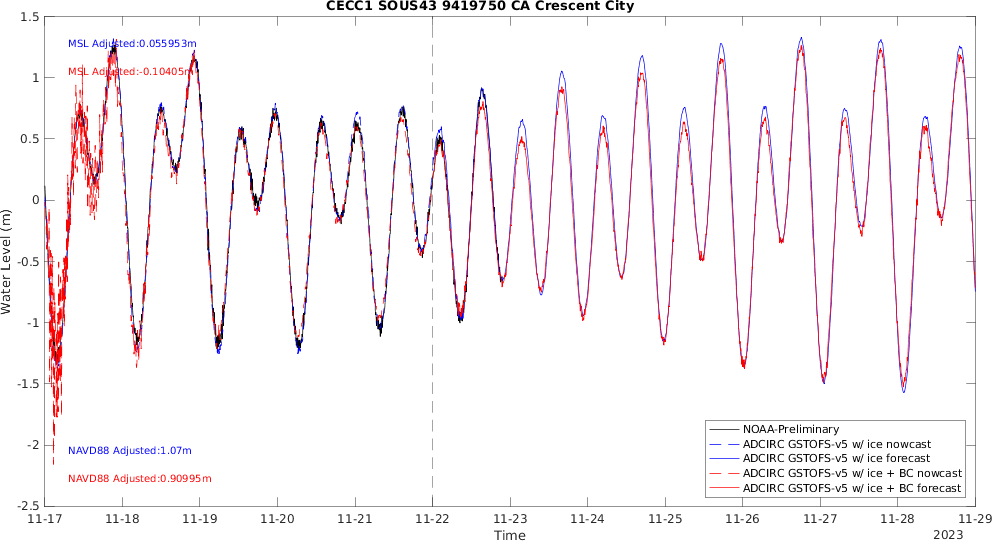 CECC1 SOUS43 9419750 CA Crescent City
1.5
1
0.5
0
-0.5
-1
-1.5
-2
-2.5
Water Level (m)
MSL Adjusted:0.055953m
MSL Adjusted:-0.10405m
NAVD88 Adjusted:1.07m
NAVD88 Adjusted:0.90995m
NOAA-Preliminary
ADCIRC GSTOFS-v5 w/ ice nowcast
ADCIRC GSTOFS-v5 w/ ice forecast
ADCIRC GSTOFS-v5 w/ ice + BC nowcast
ADCIRC GSTOFS-v5 w/ ice + BC forecast
11-17 11-18 11-19 11-20 11-21 11-22 11-23 11-24 11-25 11-26 11-27 11-28 11-29
Time
2023